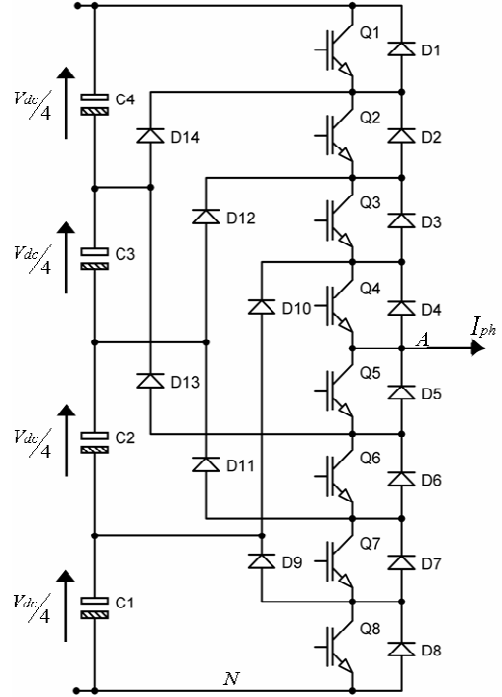 Q1
D1
Vdc/4
C4
Q2
D14
D2
Q3
D12
D3
Vdc/4
C3
Q4
D10
D4
Iph
A
D13
Q5
D5
Vdc/4
C2
Q6
D11
D6
Q7
D9
D7
Vdc/4
C1
Q8
D8
N